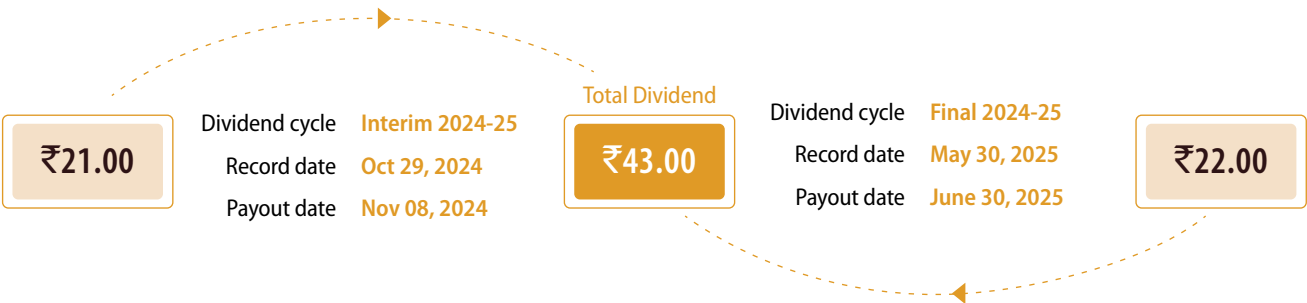 ₹21.00
Dividend cycle Interim 2024-25
Record date Oct 29, 2024
Payout date Nov 08, 2024
Total Dividend
₹43.00
Dividend cycle Final 2024-25
Record date May 30, 2025
Payout date June 30, 2025
₹22.00